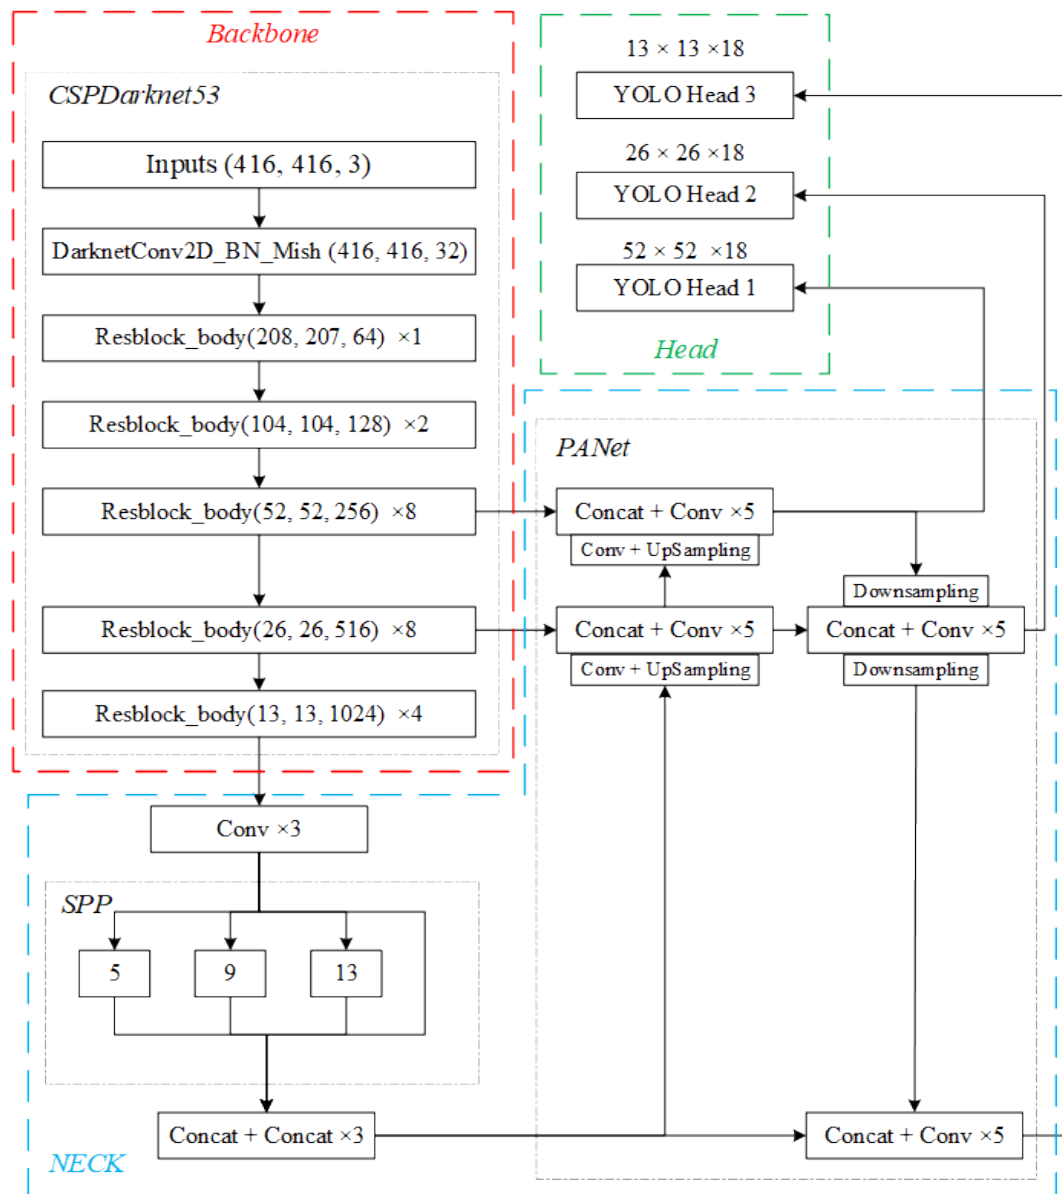 Backbone
CSPDarknet53
Inputs (416, 416, 3)
DarknetConv2D_BN_Mish (416, 416, 32)
Resblock_body(208, 207, 64) ×1
Resblock_body(104, 104, 128) ×2
Resblock_body(52, 52, 256) ×8
Resblock_body(26, 26, 516) ×8
Resblock_body(13, 13, 1024) ×4
13 × 13 ×18
YOLO Head 3
26 × 26 ×18
YOLO Head 2
52 × 52 ×18
YOLO Head 1
Head
PANet
Concat + Conv ×5
Conv + UpSampling
Downsampling
Concat + Conv ×5
Concat + Conv ×5
Conv + UpSampling
Downsampling
Conv ×3
SPP
5
9
13
Concat + Concat ×3
Concat + Conv ×5
NECK